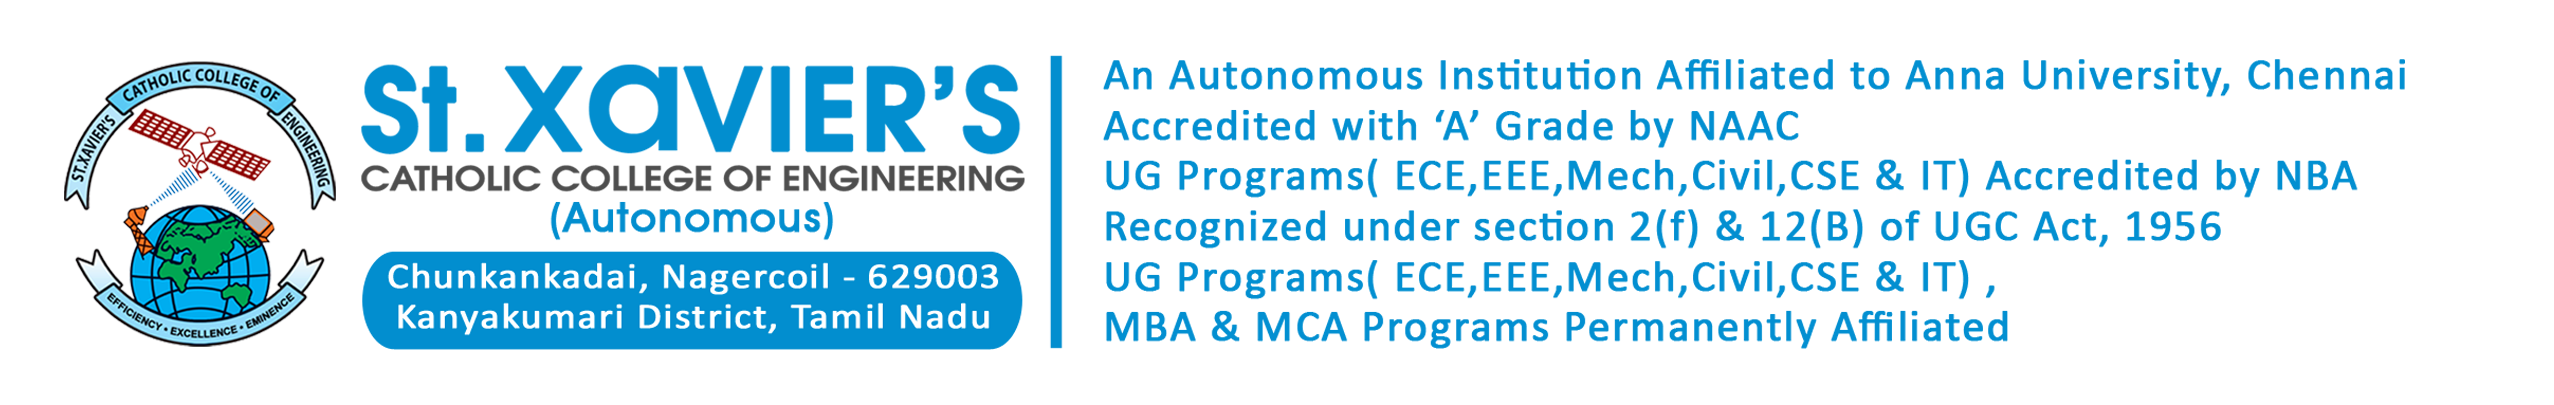 ST.XAVIER'S CATHOLIC COLLEGE OF ENGINEERING
EFFICIENCY • EXCELLENCE • EMINENCE
St. XaVIER'S
CATHOLIC COLLEGE OF ENGINEERING
(Autonomous)
Chunkankadai, Nagercoil - 629003
Kanyakumari District, Tamil Nadu
An Autonomous Institution Affiliated to Anna University, Chennai
Accredited with ‘A’ Grade by NAAC
UG Programs( ECE,EEE,Mech,Civil,CSE & IT) Accredited by NBA
Recognized under section 2(f) & 12(B) of UGC Act, 1956
UG Programs( ECE,EEE,Mech,Civil,CSE & IT) ,
MBA & MCA Programs Permanently Affiliated